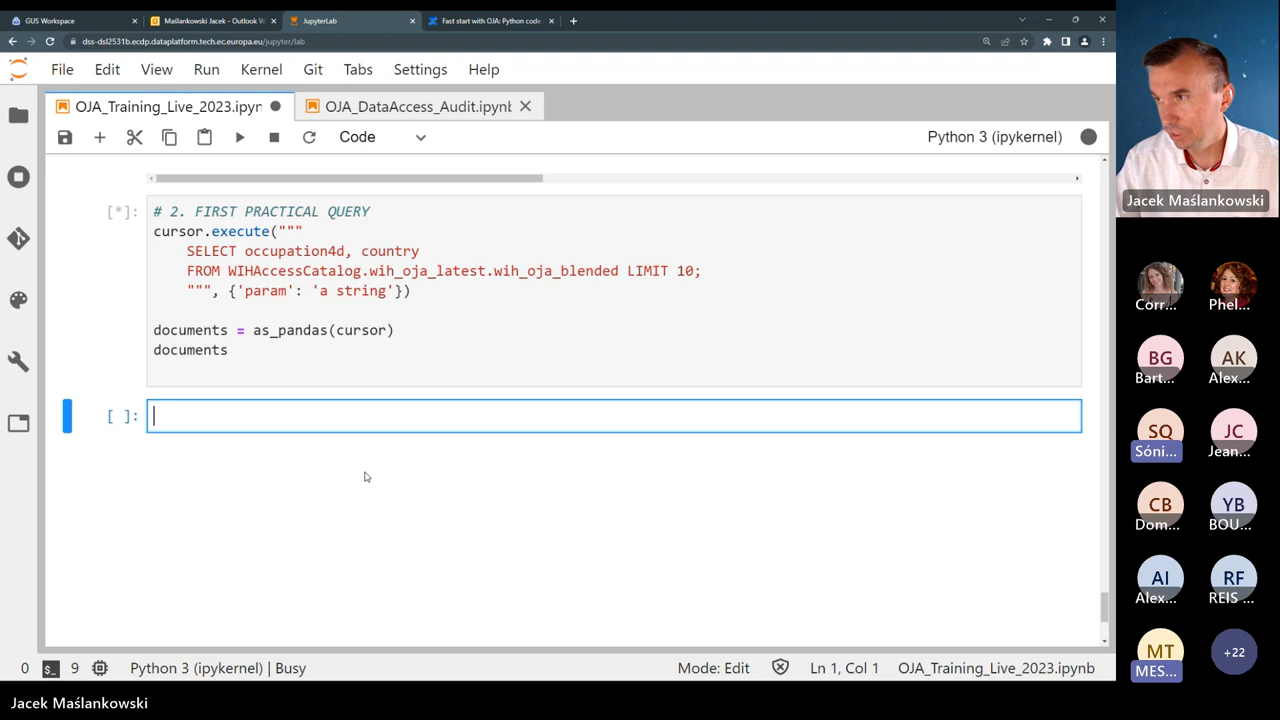 GUS Workspace
Maślankowski Jacek - Outlook W
JupyterLab
Fast start with OJA: Python code
dss-dsl2531b.ecdp.dataplatform.tech.ec.europa.eu/jupyter/lab
File Edit View Run Kernel Git Tabs Settings Help
OJA_Training_Live_2023.ipyn
OJA_DataAccess_Audit.ipynb
Code
Python 3 (ipykernel)
[*]:
# 2. FIRST PRACTICAL QUERY
cursor.execute("""
SELECT occupation4d, country
FROM WIHAccessCatalog.wih_oja_latest.wih_oja_blended LIMIT 10;
""", {'param': 'a string'})
documents = as_pandas(cursor)
documents
[ ]:
0
9
Python 3 (ipykernel) | Busy
Mode: Edit
Ln 1, Col 1
OJA_Training_Live_2023.ipynb
Jacek Maślankowski
Jacek Maślankowski
Corr...
Phel...
BG
Bart...
AK
Alex...
SQ
Sóni...
JC
Jean...
CB
Dom...
YB
BOU...
AI
Alex...
RF
REIS ...
MT
MES...
+22